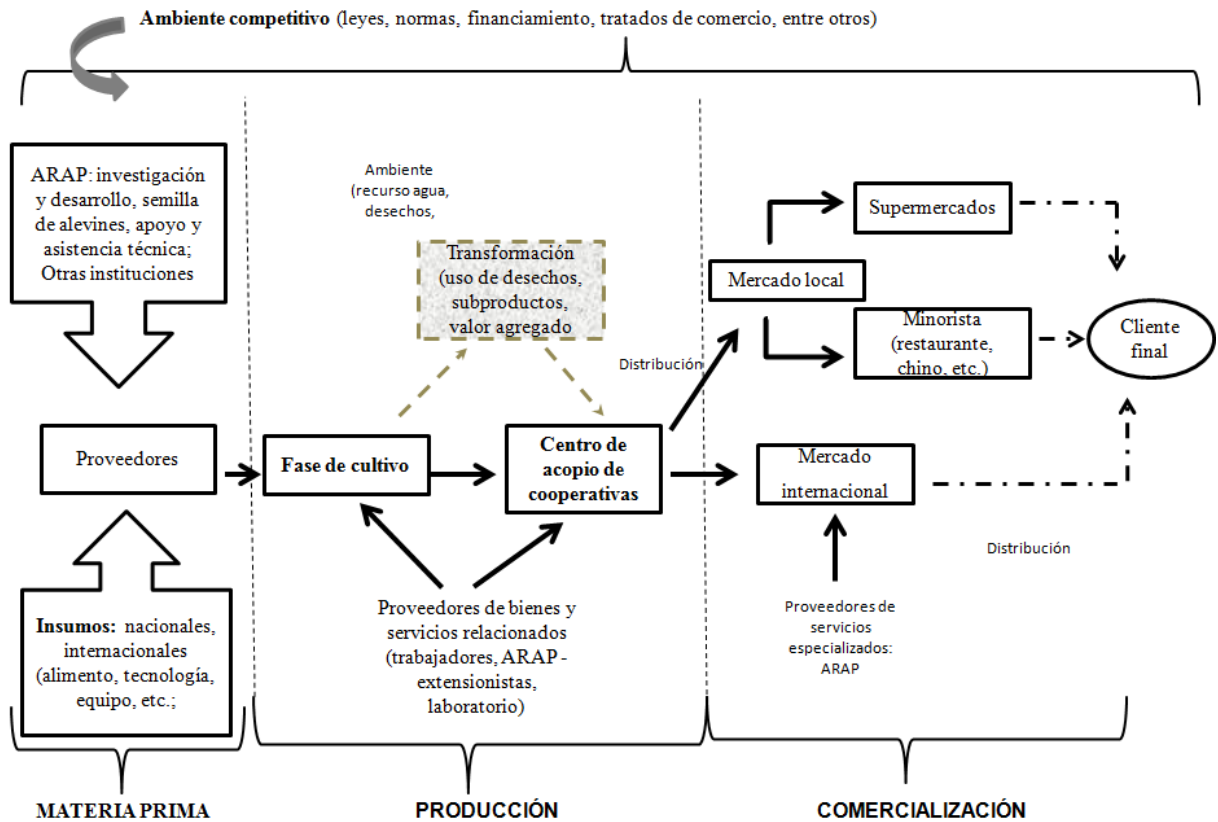 Ambiente competitivo (leyes, normas, financiamiento, tratados de comercio, entre otros)
ARAP: investigación
y desarrollo, semilla
de alevines, apoyo y
asistencia técnica;
Otras instituciones
Proveedores
Insumos: nacionales,
internacionales
(alimento, tecnología,
equipo, etc.;
MATERIA PRIMA
Ambiente
(recurso agua,
desechos,
Transformación
(uso de desechos,
subproductos,
valor agregado
Fase de cultivo
Centro de
acopio de
cooperativas
Proveedores de bienes y
servicios relacionados
(trabajadores, ARAP -
extensionistas,
laboratorio)
PRODUCCIÓN
Distribución
Mercado local
Supermercados
Minorista
(restaurante,
chino, etc.)
Cliente
final
Mercado
internacional
Distribución
Proveedores de
servicios
especializados:
ARAP
COMERCIALIZACIÓN